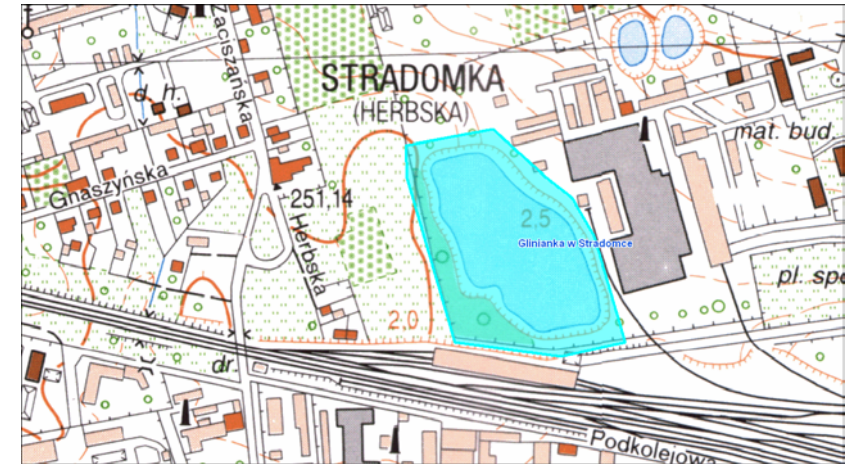 Zaciszańska
STRADOMKA
(HERBSKA)
d. h.
mat. bud.
Gnaszyńska
251.14
Herbska
2,5
Glinianka w Stradomce
pl. spo
2.0
dr.
Podkolejowa